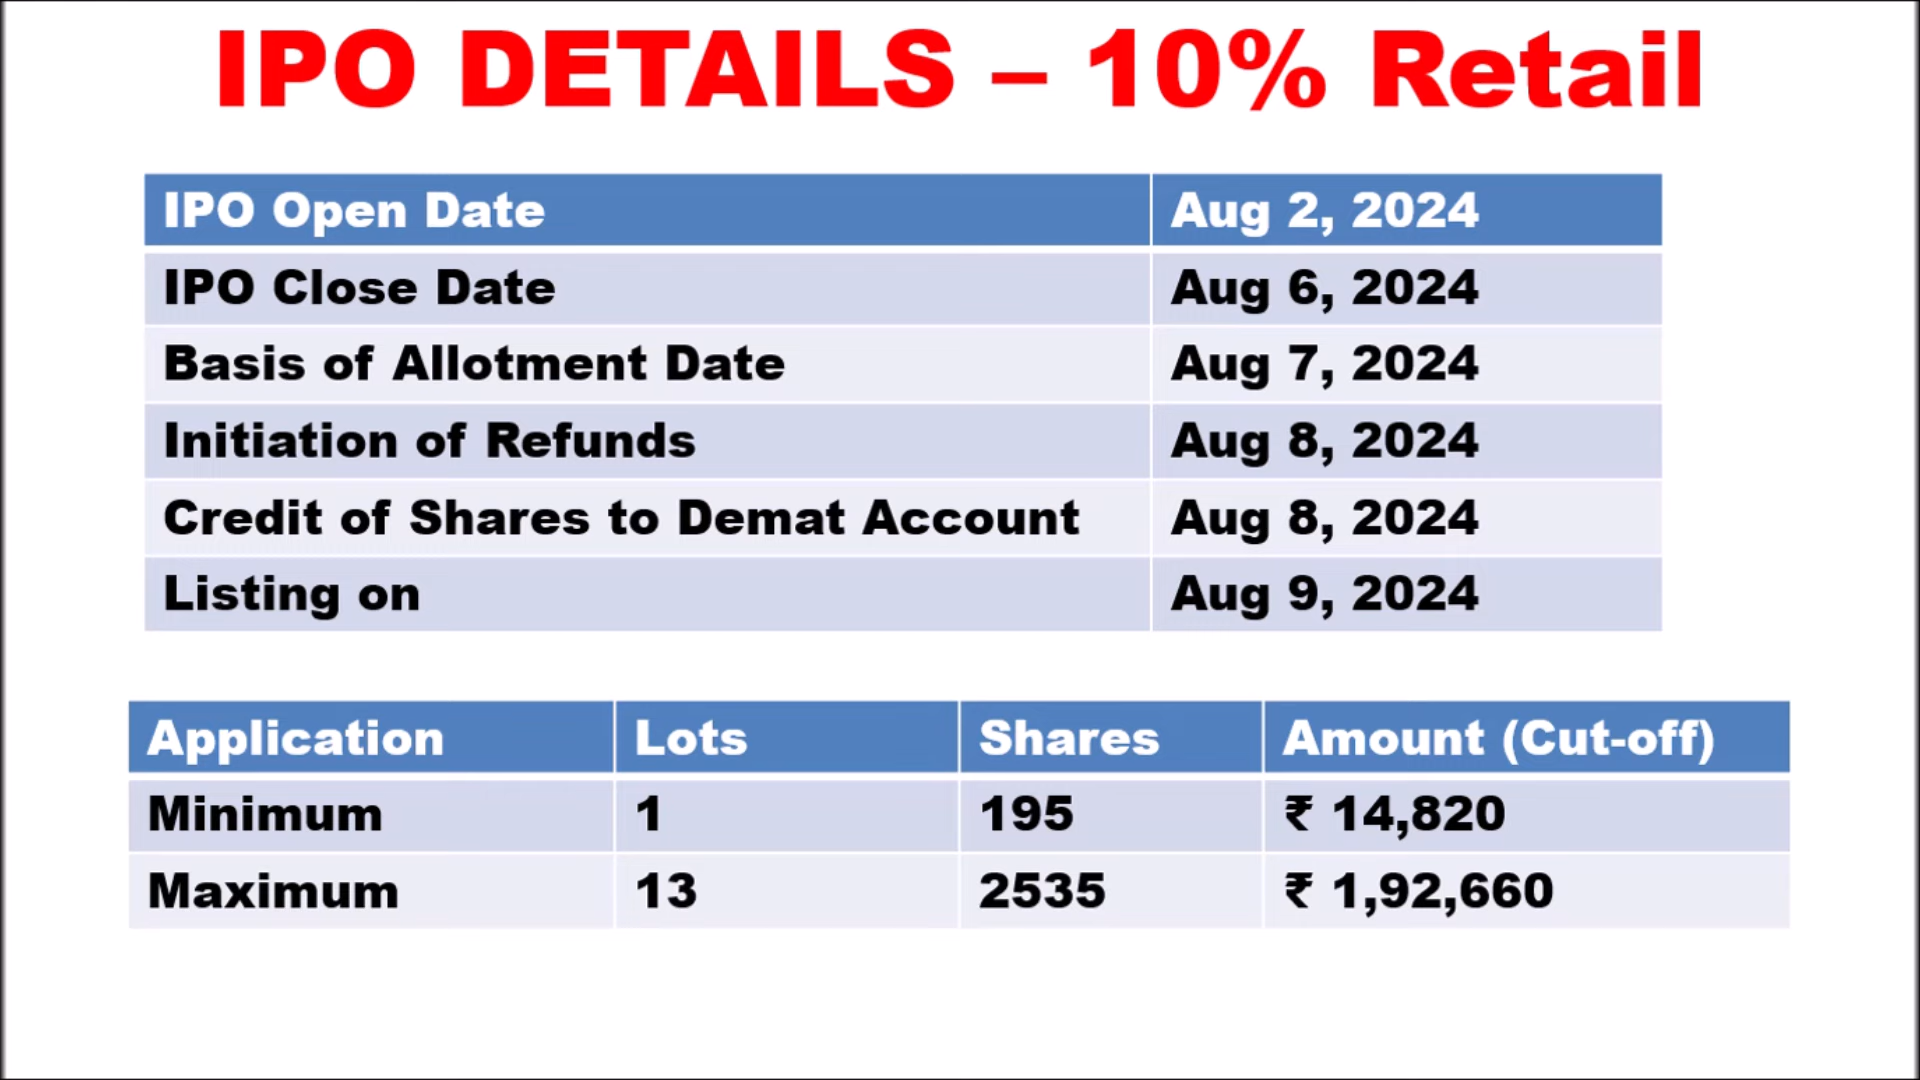 IPO DETAILS – 10% Retail
IPO Open Date Aug 2, 2024
IPO Close Date Aug 6, 2024
Basis of Allotment Date Aug 7, 2024
Initiation of Refunds Aug 8, 2024
Credit of Shares to Demat Account Aug 8, 2024
Listing on Aug 9, 2024
Application Lots Shares Amount (Cut-off)
Minimum 1 195 ₹ 14,820
Maximum 13 2535 ₹ 1,92,660